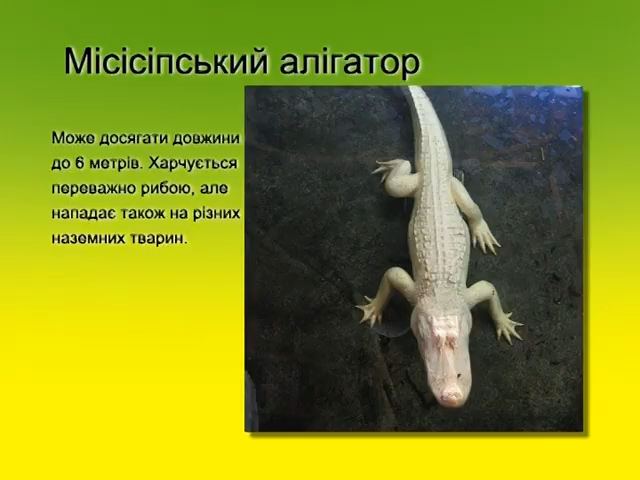 Місісіпський алігатор
Може досягати довжини
до 6 метрів. Харчується
переважно рибою, але
нападає також на різних
наземних тварин.